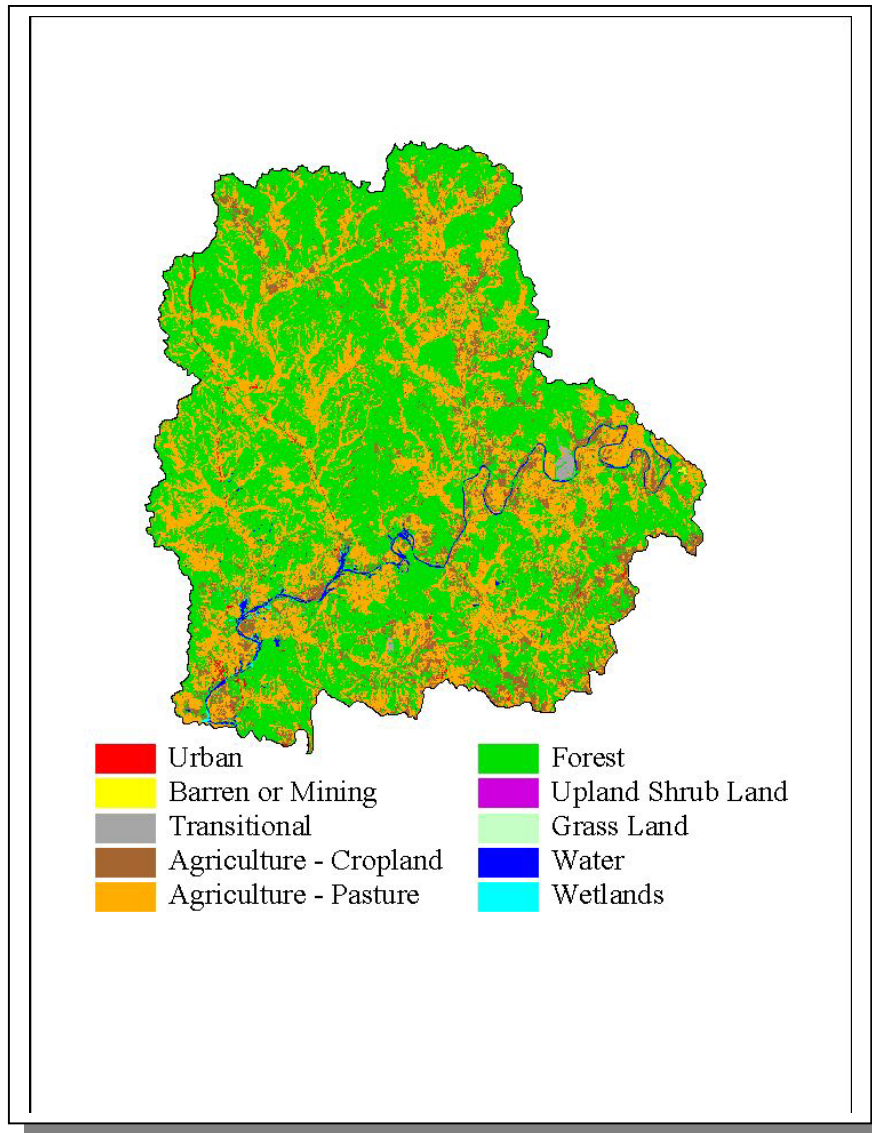 Urban
Barren or Mining
Transitional
Agriculture - Cropland
Agriculture - Pasture
Forest
Upland Shrub Land
Grass Land
Water
Wetlands